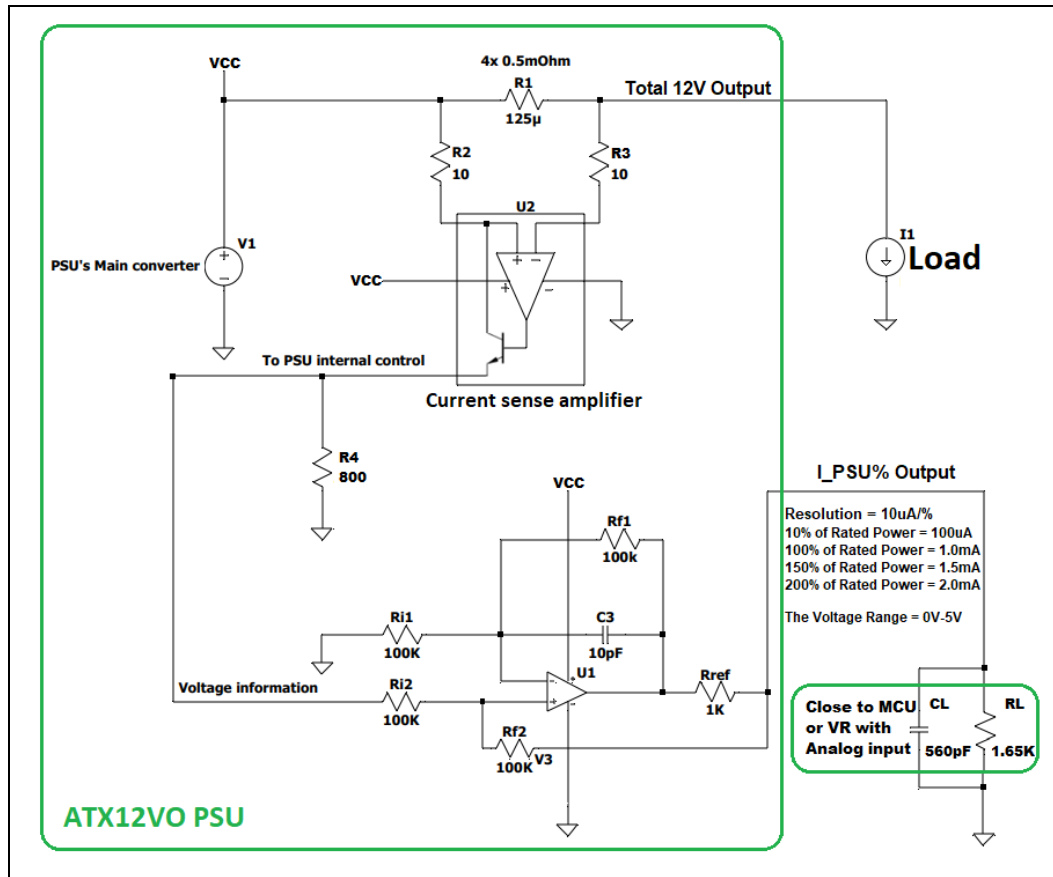 4x 0.5mOhm
VCC
R1
125µ
Total 12V Output
R2
10
R3
10
U2
V1
+
−
PSU's Main converter
VCC
+ −
+
−
I1
Load
To PSU internal control
Current sense amplifier
R4
800
VCC
Rf1
100k
I_PSU% Output
Resolution = 10uA/%
10% of Rated Power = 100uA
100% of Rated Power = 1.0mA
150% of Rated Power = 1.5mA
200% of Rated Power = 2.0mA
The Voltage Range = 0V-5V
Ri1
100K
C3
10pF
U1
Rref
1K
Voltage information
Ri2
100K
−
+
+
−
Rf2
100K
V3
Close to MCU
or VR with
Analog input
CL
560pF
RL
1.65K
ATX12VO PSU